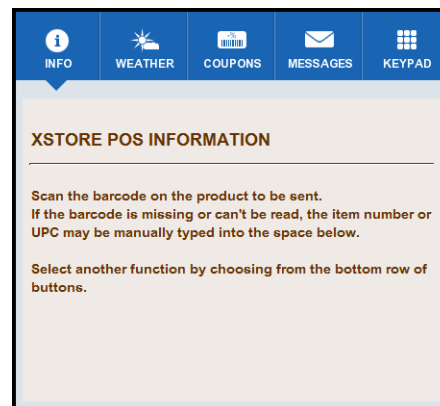 INFO
WEATHER
-%
COUPONS
MESSAGES
KEYPAD
XSTORE POS INFORMATION
Scan the barcode on the product to be sent.
If the barcode is missing or can't be read, the item number or
UPC may be manually typed into the space below.
Select another function by choosing from the bottom row of
buttons.